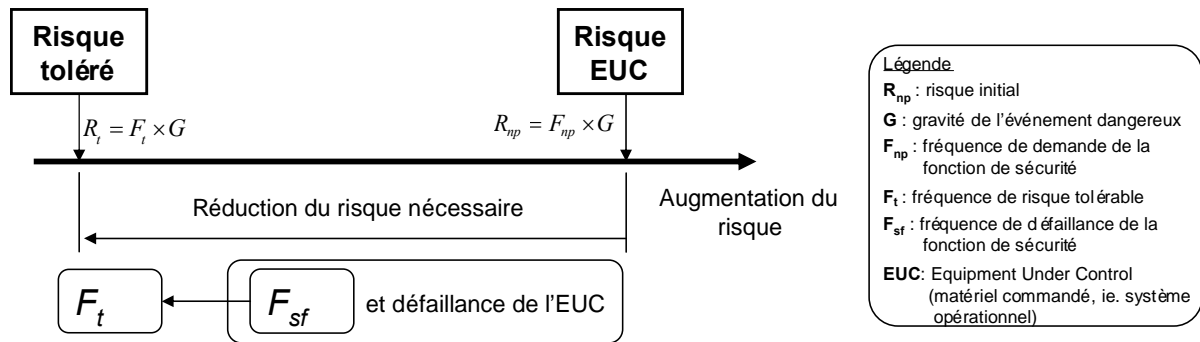 Risque
toléré
Risque
EUC
R_t = F_t × G
R_np = F_np × G
Augmentation du
risque
Réduction du risque nécessaire
F_t
F_sf
et défaillance de l'EUC
Légende
R_np : risque initial
G : gravité de l'événement dangereux
F_np : fréquence de demande de la
fonction de sécurité
F_t : fréquence de risque tolérable
F_sf : fréquence de défaillance de la
fonction de sécurité
EUC: Equipment Under Control
(matériel commandé, ie. système
opérationnel)